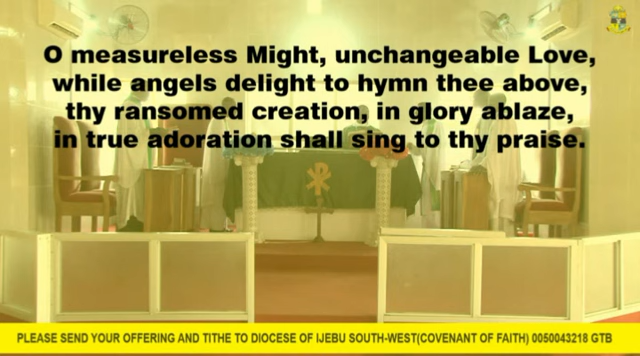 O measureless Might, unchangeable Love,
while angels delight to hymn thee above,
thy ransomed creation, in glory ablaze,
in true adoration shall sing to thy praise.
PLEASE SEND YOUR OFFERING AND TITHE TO DIOCESE OF IJEBU SOUTH-WEST(COVENANT OF FAITH) 0050043218 GTB